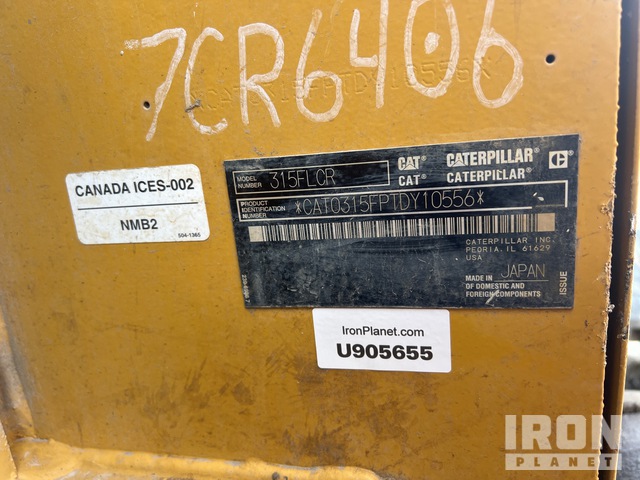 7CR6406
CANADA ICES-002
NMB2
504-1365
MODEL NUMBER 315FLCR
CAT® CATERPILLAR®
CAT® CATERPILLAR®
PRODUCT IDENTIFICATION NUMBER *CAT0315FPTDY10556*
CATERPILLAR INC.
PEORIA, IL 61629
USA
MADE IN JAPAN
OF DOMESTIC AND
FOREIGN COMPONENTS
ISSUE
IronPlanet.com
U905655
IRON
PLANET